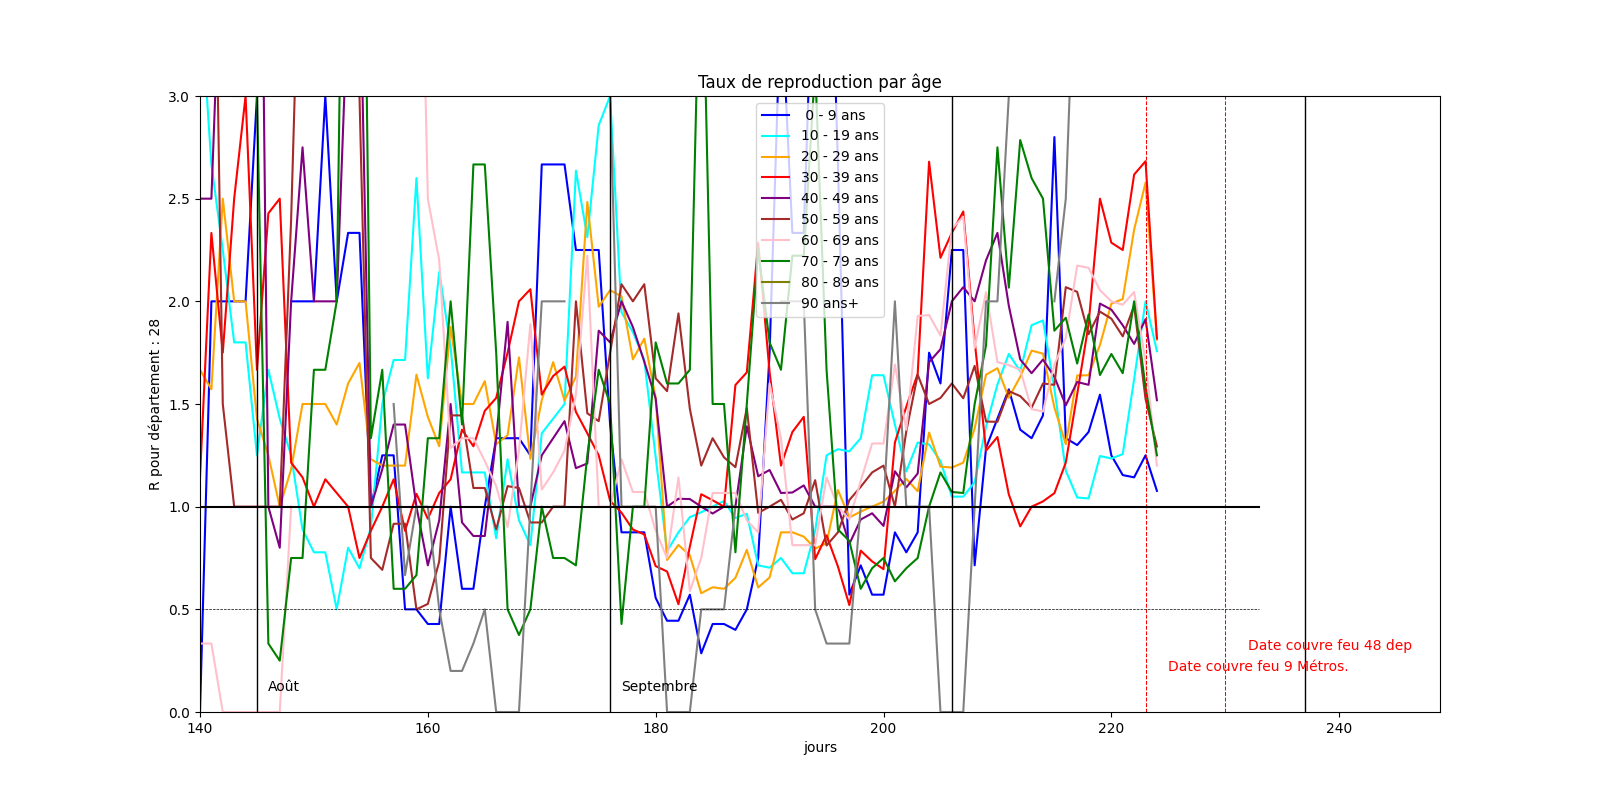 Taux de reproduction par âge
R pour département : 28
3.0
2.5
2.0
1.5
1.0
0.5
0.0
0 - 9 ans
10 - 19 ans
20 - 29 ans
30 - 39 ans
40 - 49 ans
50 - 59 ans
60 - 69 ans
70 - 79 ans
80 - 89 ans
90 ans+
Date couvre feu 48 dep
Date couvre feu 9 Métros.
Août
Septembre
140
160
180
200
220
240
jours